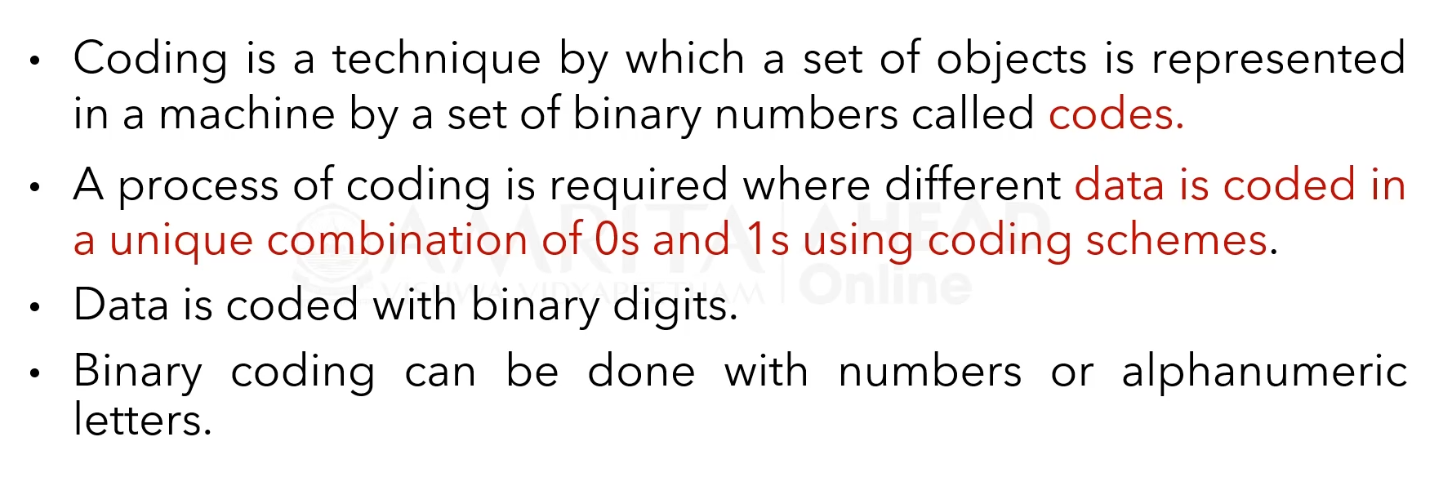 • Coding is a technique by which a set of objects is represented
in a machine by a set of binary numbers called codes.
• A process of coding is required where different data is coded in
a unique combination of 0s and 1s using coding schemes.
AMRITA AHEAD
VISHWA VIDYAPEETHAM Online
• Data is coded with binary digits.
• Binary coding can be done with numbers or alphanumeric
letters.